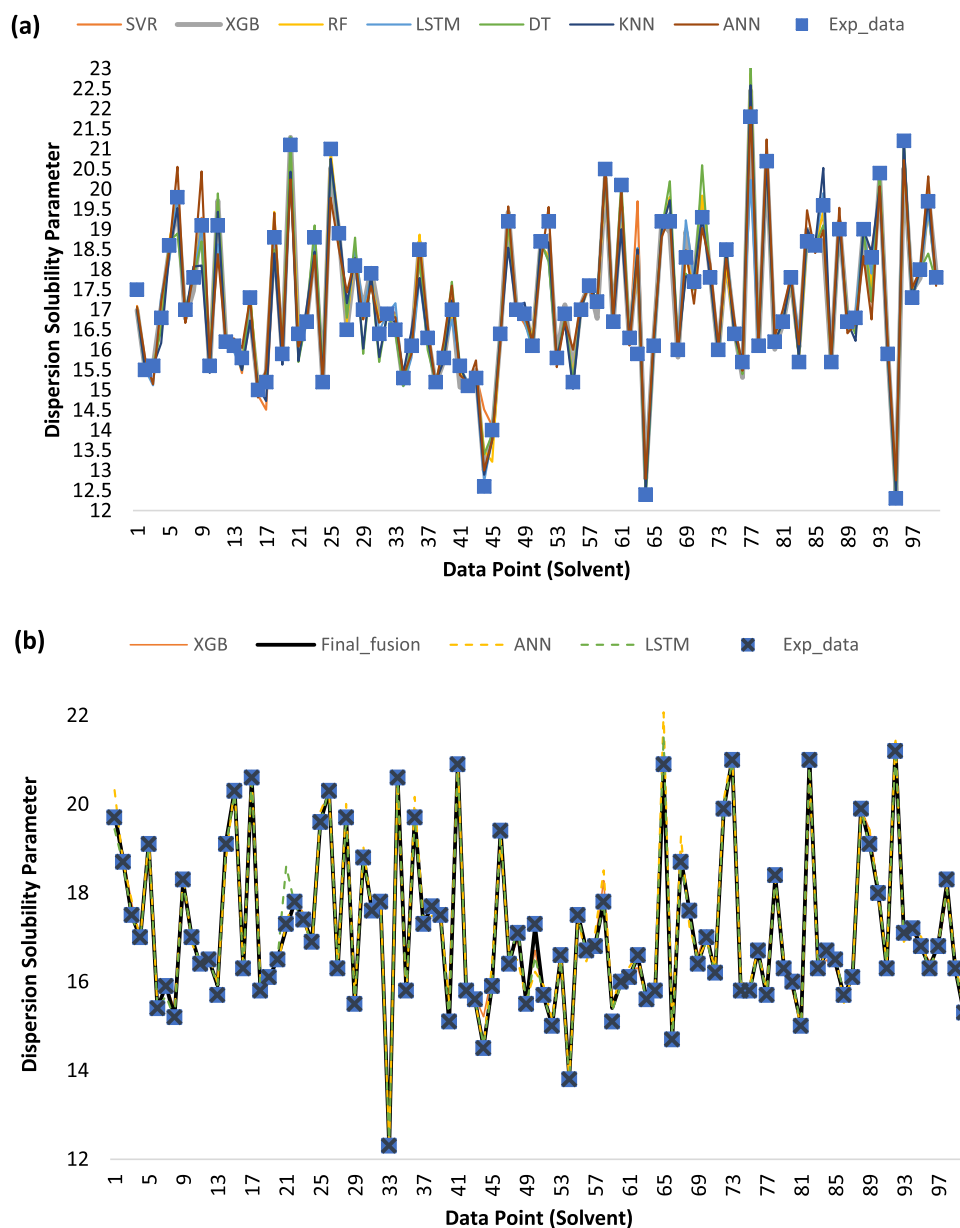 (a)
SVR XGB RF LSTM DT KNN ANN Exp_data
Dispersion Solubility Parameter
23
22.5
22
21.5
21
20.5
20
19.5
19
18.5
18
17.5
17
16.5
16
15.5
15
14.5
14
13.5
13
12.5
12
1 5 9 13 17 21 25 29 33 37 41 45 49 53 57 61 65 69 73 77 81 85 89 93 97
Data Point (Solvent)
(b)
XGB Final_fusion ANN LSTM Exp_data
Dispersion Solubility Parameter
22
20
18
16
14
12
1 5 9 13 17 21 25 29 33 37 41 45 49 53 57 61 65 69 73 77 81 85 89 93 97
Data Point (Solvent)